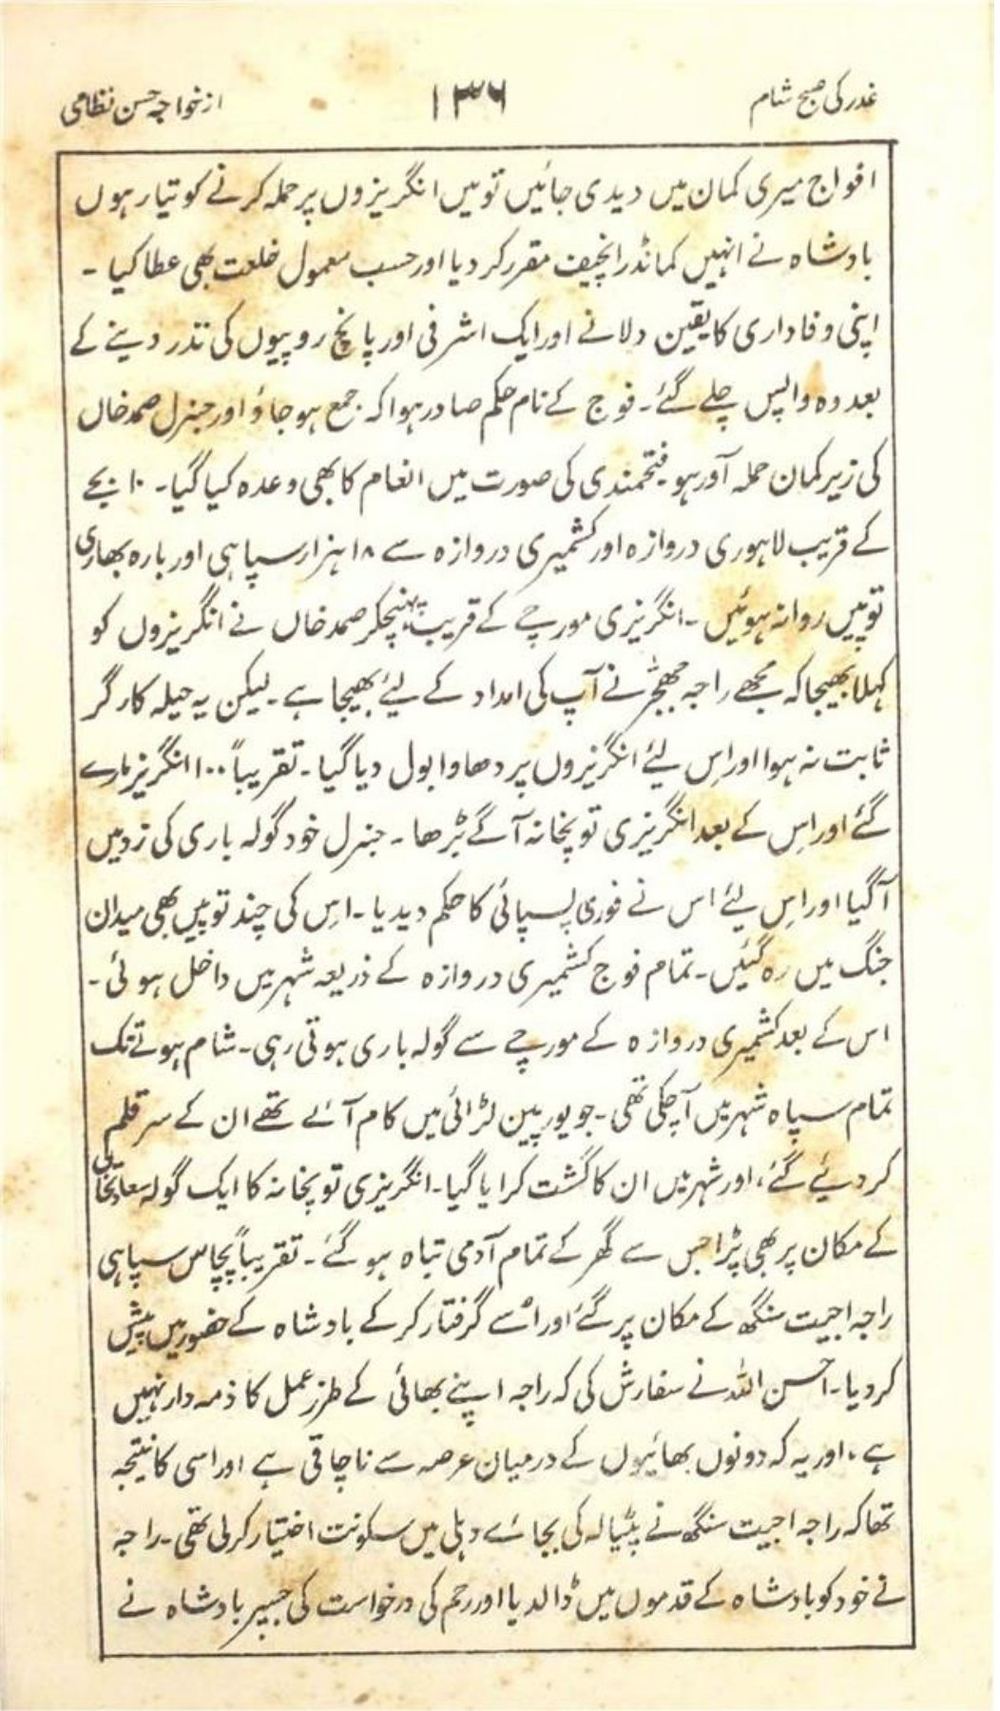 غدر کی صبح شام
۱۳۶
از خواجہ حسن نظامی
افواج میری کمان میں دیدی جائیں تو میں انگریزوں پر حملہ کرنے کو تیار ہوں
بادشاہ نے انہیں کمانڈر انچیف مقرر کر دیا اور حسب معمول خلعت بھی عطا کیا -
اپنی وفاداری کا یقین دلانے اور ایک اشرفی اور پانچ روپیوں کی نذر دینے کے
بعد وہ واپس چلے گئے۔ فوج کے نام حکم صادر ہوا کہ جمع ہو جاؤ اور جنرل صمد خاں
کی زیر کمان حملہ آور ہو فتحمندی کی صورت میں انعام کا بھی وعدہ کیا گیا۔ ۱۰ بجے
کے قریب لاہوری دروازہ اور کشمیری دروازہ سے ۱۸ ہزار سپاہی اور بارہ بھاری
توپیں روانہ ہوئیں۔ انگریزی مورچے کے قریب پہنچکر صمد خاں نے انگریزوں کو
کہلا بھیجا کہ مجھے راجہ جھجر نے آپ کی امداد کے لئے بھیجا ہے۔ لیکن یہ حیلہ کارگر
ثابت نہ ہوا اور اس لئے انگریزوں پر دھاوا بول دیا گیا۔ تقریباً ۱۰۰ انگریز مارے
گئے اور اس کے بعد انگریزی توپخانہ آگے بڑھا۔ جنرل خود گولہ باری کی زد میں
آگیا اور اس لئے اس نے فوری پسپائی کا حکم دیدیا۔ اس کی چند توپیں بھی میدان
جنگ میں رہ گئیں۔ تمام فوج کشمیری دروازہ کے ذریعہ شہر میں داخل ہوئی۔
اس کے بعد کشمیری دروازہ کے مورچے سے گولہ باری ہوتی رہی۔ شام ہوتے تک
تمام سپاہ شہر میں آچکی تھی۔ جو یورپین لڑائی میں کام آئے تھے ان کے سر قلم
کر دیئے گئے، اور شہر میں ان کا گشت کرایا گیا۔ انگریزی توپخانہ کا ایک گولہ
کے مکان پر بھی پڑا جس سے گھر کے تمام آدمی تباہ ہو گئے۔ تقریباً پچاس سپاہی
راجہ اجیت سنگھ کے مکان پر گئے اور اُسے گرفتار کر کے بادشاہ کے حضور میں پیش
کر دیا۔ احسن اللہ نے سفارش کی کہ راجہ اپنے بھائی کے طرز عمل کا ذمہ دار نہیں
ہے، اور یہ کہ دونوں بھائیوں کے درمیان عرصہ سے ناچاقی ہے اور اسی کا نتیجہ
تھا کہ راجہ اجیت سنگھ نے پٹیالہ کی بجائے دہلی میں سکونت اختیار کر لی تھی۔ راجہ
نے خود کو بادشاہ کے قدموں میں ڈالدیا اور رحم کی درخواست کی جسپر بادشاہ نے